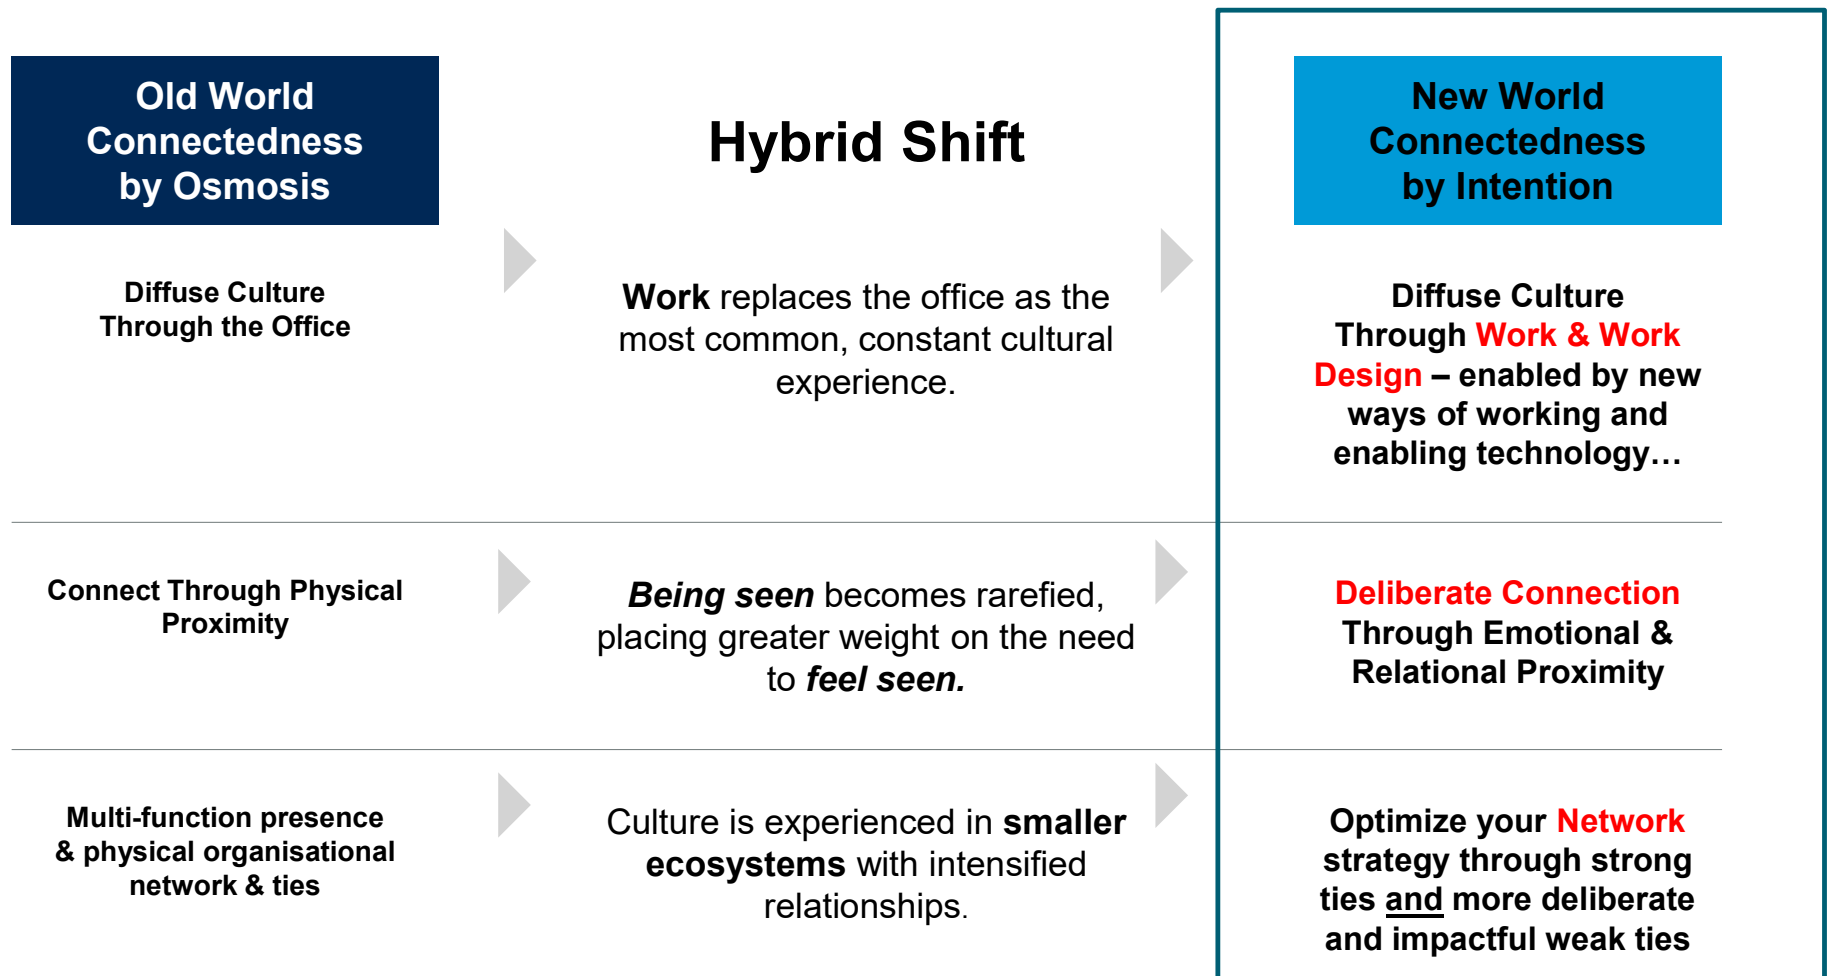 Old World
Connectedness
by Osmosis
Hybrid Shift
New World
Connectedness
by Intention
Diffuse Culture
Through the Office
Work replaces the office as the
most common, constant cultural
experience.
Diffuse Culture
Through Work & Work
Design – enabled by new
ways of working and
enabling technology…
Connect Through Physical
Proximity
Being seen becomes rarefied,
placing greater weight on the need
to feel seen.
Deliberate Connection
Through Emotional &
Relational Proximity
Multi-function presence
& physical organisational
network & ties
Culture is experienced in smaller
ecosystems with intensified
relationships.
Optimize your Network
strategy through strong
ties and more deliberate
and impactful weak ties